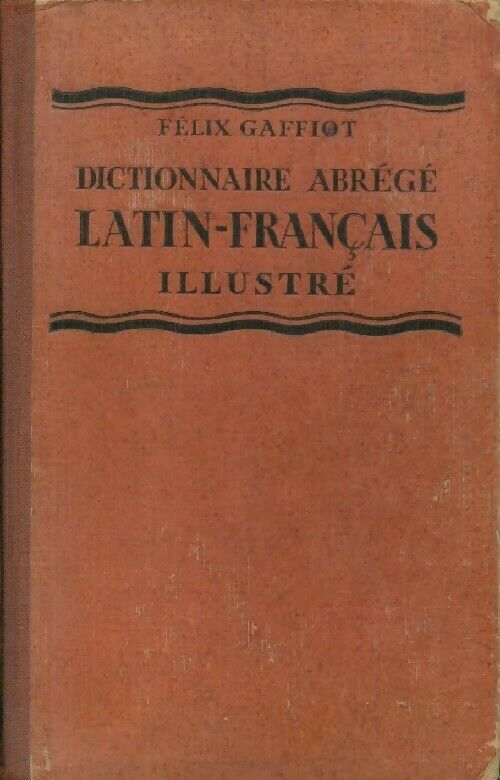 FÉLIX GAFFIOT
DICTIONNAIRE ABRÉGÉ
LATIN-FRANÇAIS
ILLUSTRÉ